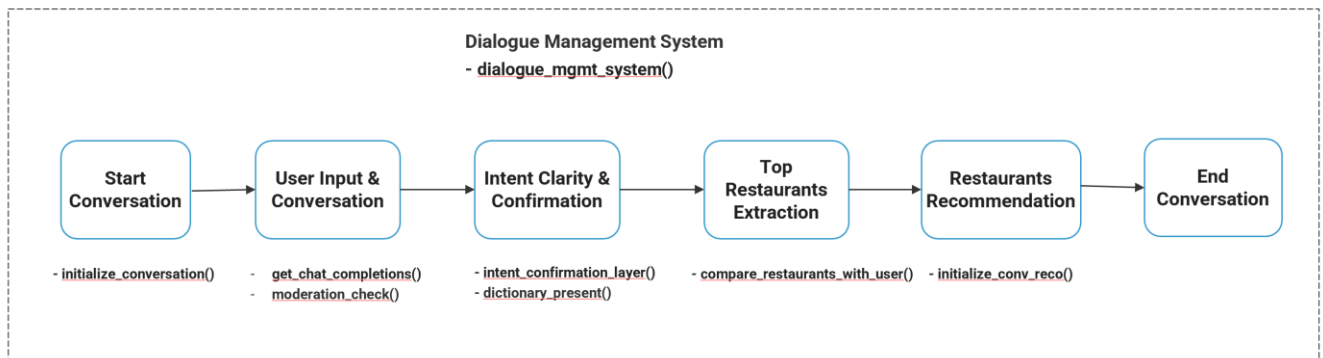 Dialogue Management System
- dialogue_mgmt_system()
Start
Conversation
User Input &
Conversation
Intent Clarity &
Confirmation
Top
Restaurants
Extraction
Restaurants
Recommendation
End
Conversation
- initialize_conversation()
- get_chat_completions()
- moderation_check()
- intent_confirmation_layer()
- dictionary_present()
- compare_restaurants_with_user()
- initialize_conv_reco()